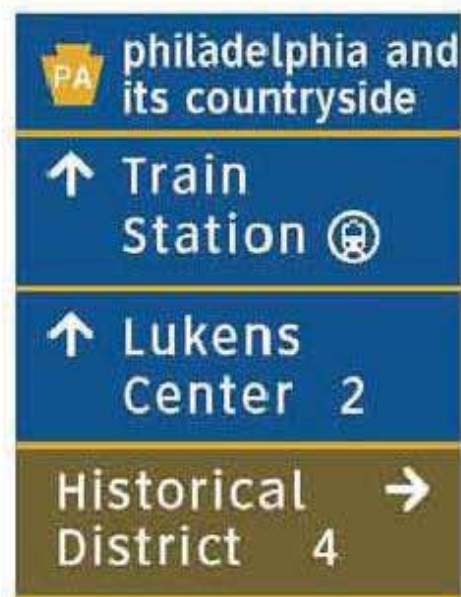 PA
philadelphia and
its countryside
↑ Train
Station
↑ Lukens
Center 2
Historical →
District 4